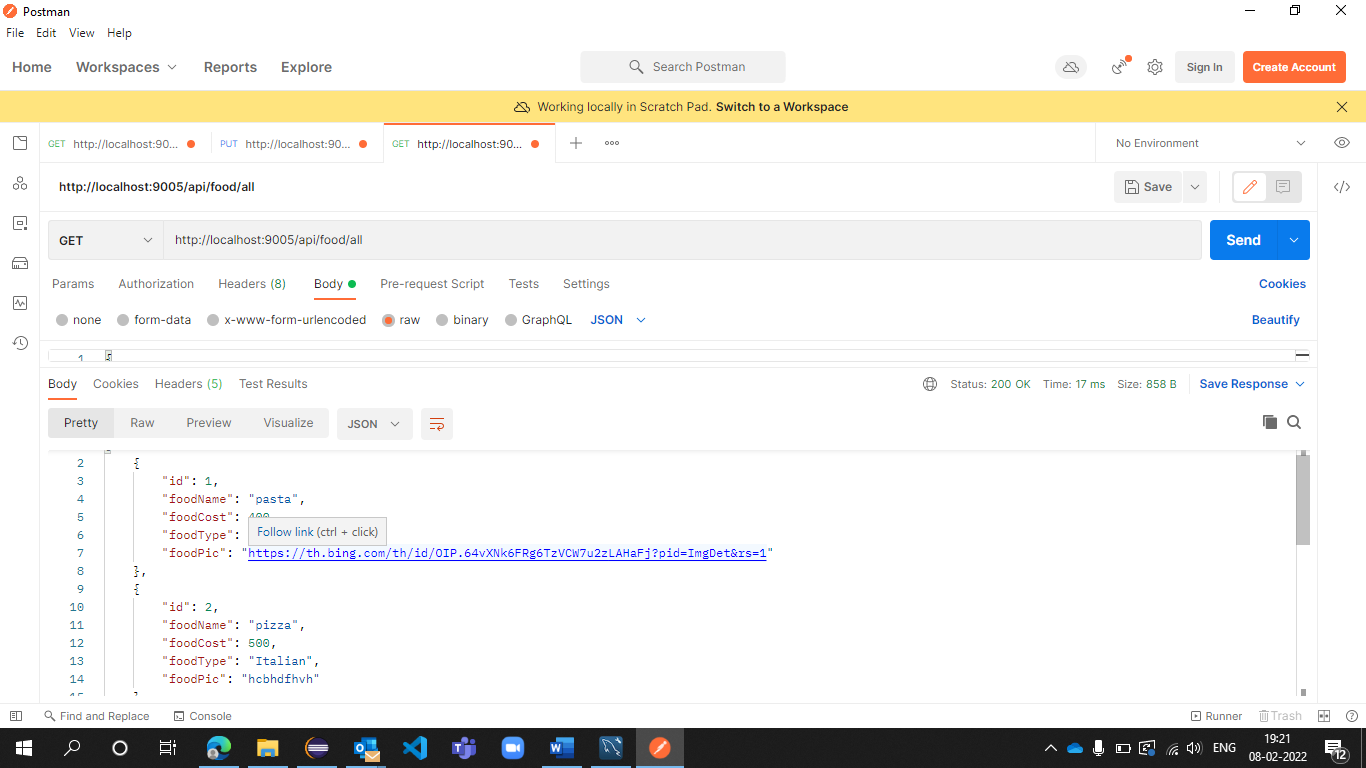 Postman
File Edit View Help
Home Workspaces Reports Explore Search Postman Sign In Create Account
Working locally in Scratch Pad. Switch to a Workspace
GET http://localhost:90... PUT http://localhost:90... GET http://localhost:90... No Environment
http://localhost:9005/api/food/all Save
GET http://localhost:9005/api/food/all Send
Params Authorization Headers (8) Body Pre-request Script Tests Settings Cookies
none form-data x-www-form-urlencoded raw binary GraphQL JSON Beautify
1
Body Cookies Headers (5) Test Results Status: 200 OK Time: 17 ms Size: 858 B Save Response
Pretty Raw Preview Visualize JSON
2 {
3 "id": 1,
4 "foodName": "pasta",
5 "foodCost": 400,
6 "foodType":
Follow link (ctrl + click)
7 "foodPic": "https://th.bing.com/th/id/OIP.64vXNk6FRg6TzVCW7u2zLAHaFj?pid=ImgDet&rs=1"
8 },
9 {
10 "id": 2,
11 "foodName": "pizza",
12 "foodCost": 500,
13 "foodType": "Italian",
14 "foodPic": "hcbhdfhvh"
Find and Replace Console Runner Trash
ENG 19:21
08-02-2022 12